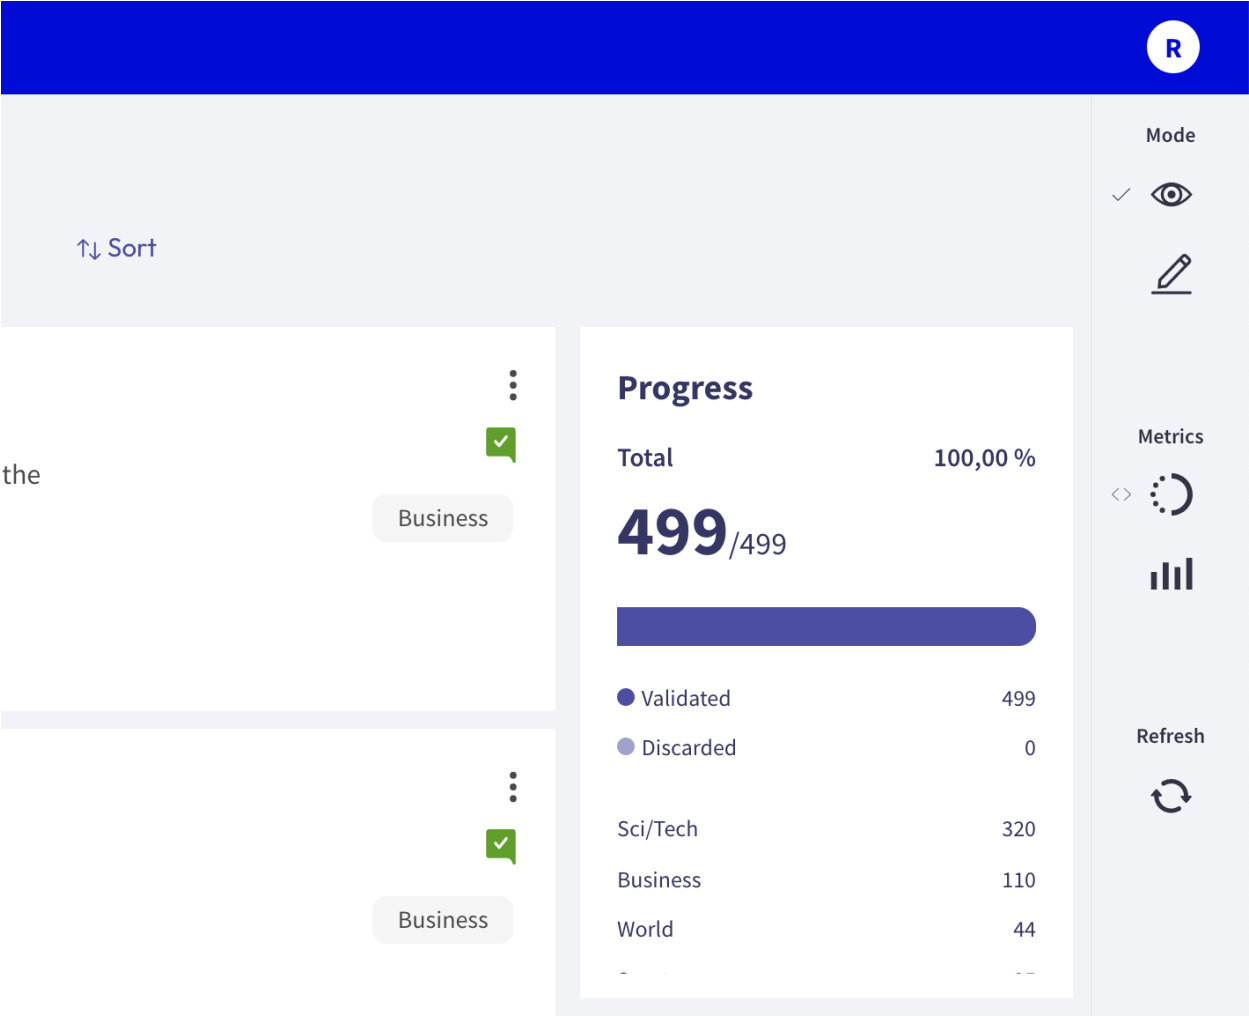 R
Mode
Sort
Progress
Total 100,00 %
the
499/499
Business
Metrics
Validated 499
Discarded 0
Refresh
Sci/Tech 320
Business 110
World 44
Business